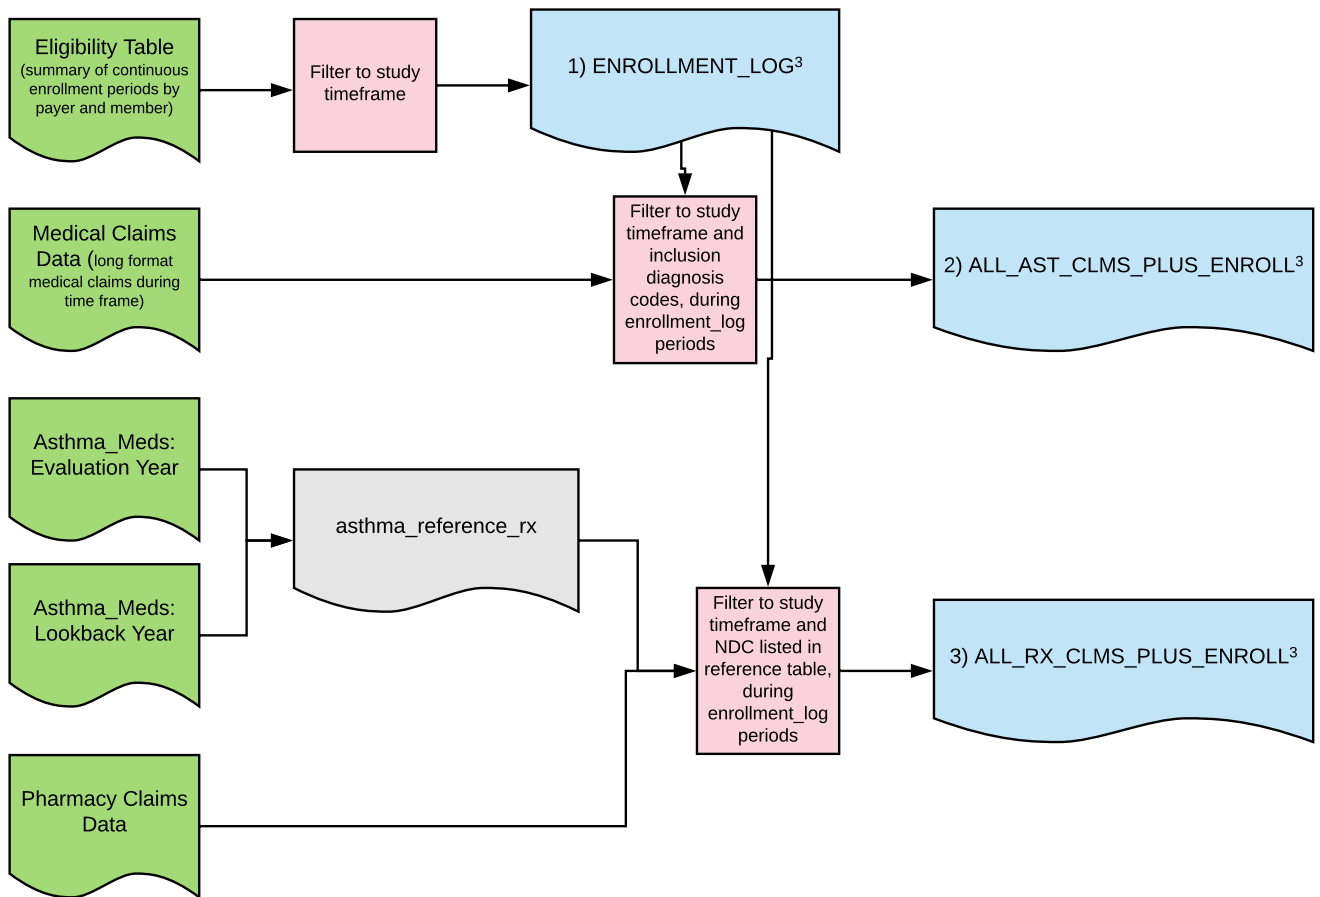 Eligibility Table
(summary of continuous
enrollment periods by
payer and member)
Filter to study
timeframe
1) ENROLLMENT_LOG³
Medical Claims
Data (long format
medical claims during
time frame)
Filter to study
timeframe and
inclusion
diagnosis
codes, during
enrollment_log
periods
2) ALL_AST_CLMS_PLUS_ENROLL³
Asthma_Meds:
Evaluation Year
asthma_reference_rx
Asthma_Meds:
Lookback Year
Filter to study
timeframe and
NDC listed in
reference table,
during
enrollment_log
periods
3) ALL_RX_CLMS_PLUS_ENROLL³
Pharmacy Claims
Data